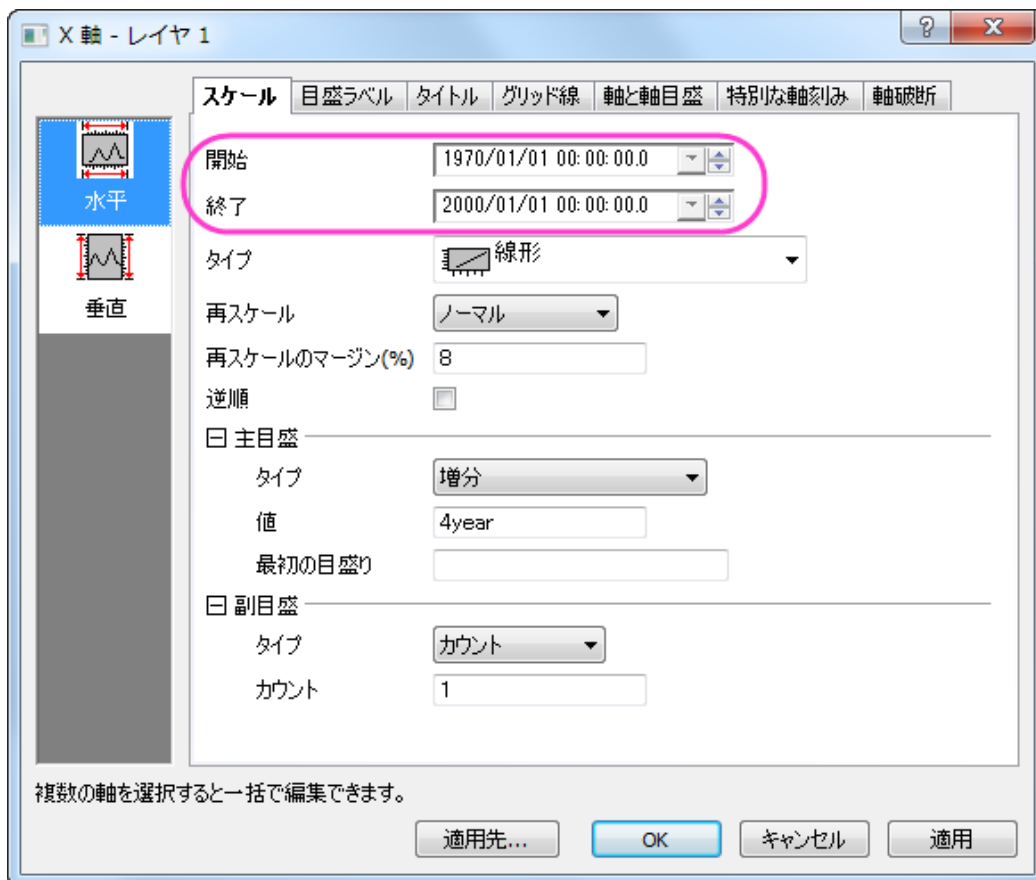 X 軸 - レイヤ 1
スケール 目盛ラベル タイトル グリッド線 軸と軸目盛 特別な軸刻み 軸破断
水平
垂直
開始 1970/01/01 00:00:00.0
終了 2000/01/01 00:00:00.0
タイプ 線形
再スケール ノーマル
再スケールのマージン(%) 8
逆順
主目盛
タイプ 増分
値 4year
最初の目盛り
副目盛
タイプ カウント
カウント 1
複数の軸を選択すると一括で編集できます。
適用先... OK キャンセル 適用